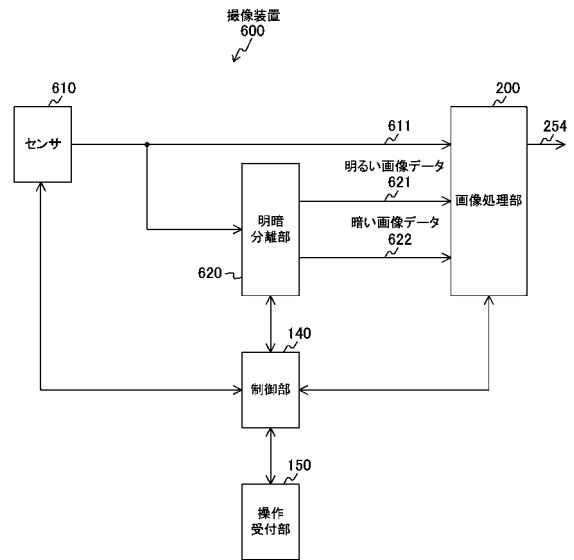 撮像装置
600
610
センサ
200
611
254
明るい画像データ
621
画像処理部
明暗
分離部
暗い画像データ
622
620
140
制御部
150
操作
受付部